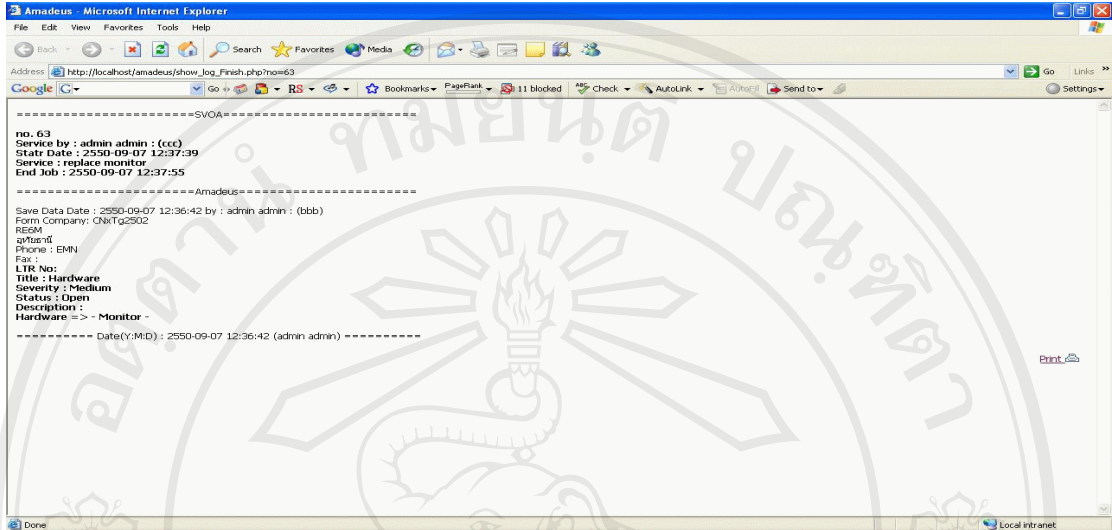 Amadeus - Microsoft Internet Explorer
File Edit View Favorites Tools Help
Back Search Favorites Media
Address http://localhost/amadeus/show_log_Finish.php?no=63 Go Links »
Google G Go RS Bookmarks PageRank 11 blocked ABC Check AutoLink AutoFill Send to Settings
========================SVOA==========================
no. 63
Service by : admin admin : (ccc)
Statr Date : 2550-09-07 12:37:39
Service : replace monitor
End Job : 2550-09-07 12:37:55
========================Amadeus========================
Save Data Date : 2550-09-07 12:36:42 by : admin admin : (bbb)
Form Company: CNxTg2502
RE6M
อุทัยธานี
Phone : EMN
Fax :
LTR No:
Title : Hardware
Severity : Medium
Status : Open
Description :
Hardware => - Monitor -
========== Date(Y:M:D) : 2550-09-07 12:36:42 (admin admin) ==========
Print
Done Local intranet